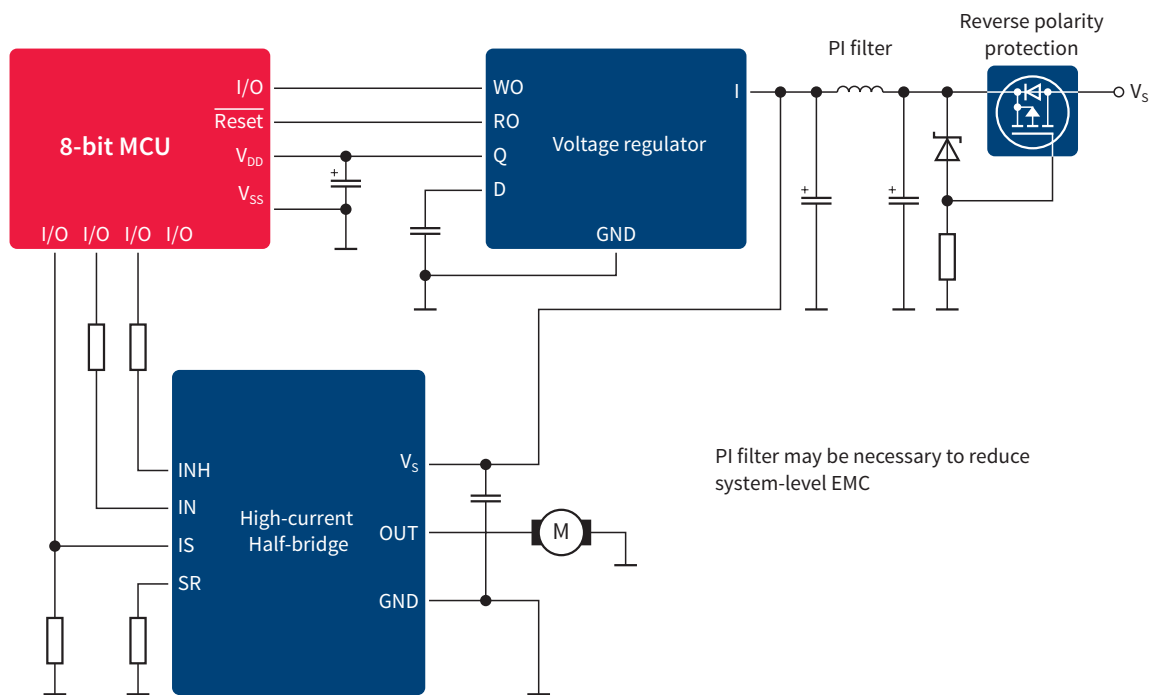 Reverse polarity
protection
PI filter
I/O
Reset
8-bit MCU
V_DD
V_SS
I/O I/O I/O I/O
+
WO
RO
Q
D
Voltage regulator
I
GND
+
+
V_S
INH
IN
IS
SR
High-current
Half-bridge
V_S
OUT
GND
M
PI filter may be necessary to reduce
system-level EMC